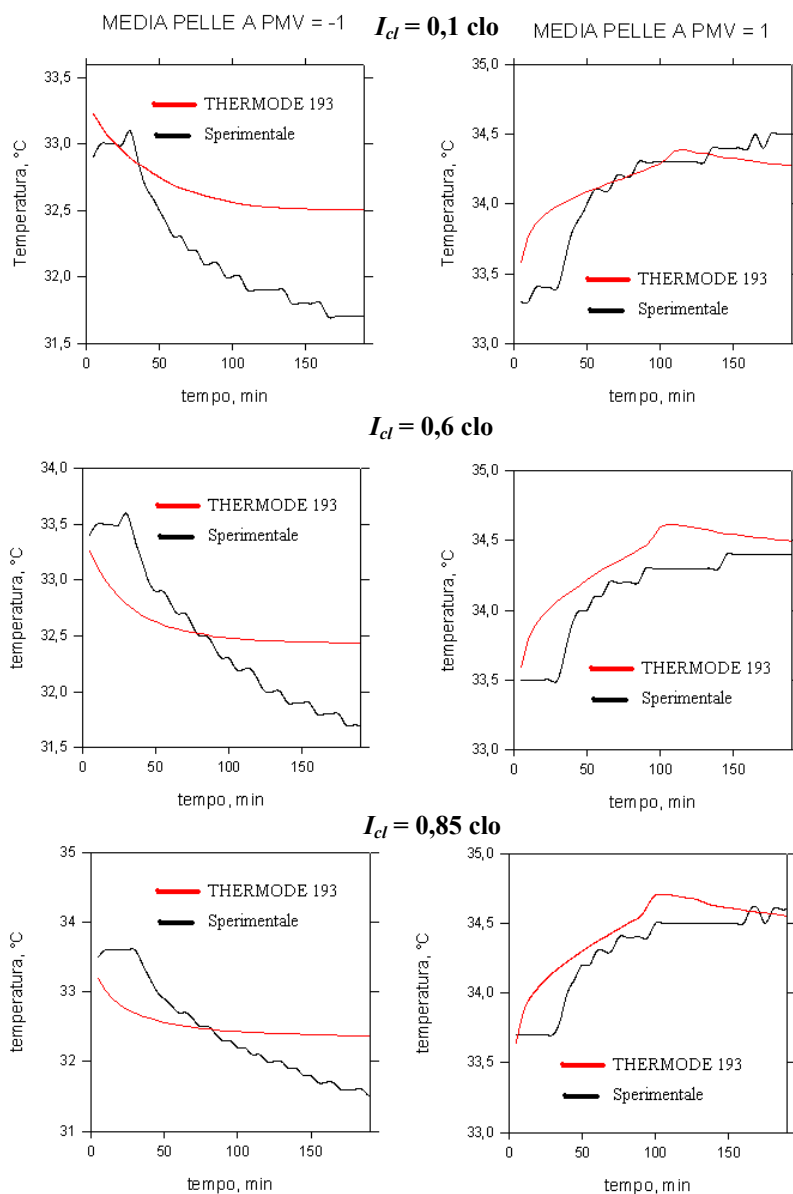 MEDIA PELLE A PMV = -1
I_cl = 0,1 clo
MEDIA PELLE A PMV = 1
33,5
33,0
32,5
32,0
31,5
Temperatura, °C
THERMODE 193
Sperimentale
0
50
100
150
tempo, min
35,0
34,5
34,0
33,5
33,0
Temperatura, °C
THERMODE 193
Sperimentale
0
50
100
150
tempo, min
I_cl = 0,6 clo
34,0
33,5
33,0
32,5
32,0
31,5
temperatura, °C
THERMODE 193
Sperimentale
0
50
100
150
tempo, min
35,0
34,5
34,0
33,5
33,0
temperatura, °C
THERMODE 193
Sperimentale
0
50
100
150
tempo, min
I_cl = 0,85 clo
35
34
33
32
31
temperatura, °C
THERMODE 193
Sperimentale
0
50
100
150
tempo, min
35,0
34,5
34,0
33,5
33,0
temperatura, °C
THERMODE 193
Sperimentale
0
50
100
150
tempo, min